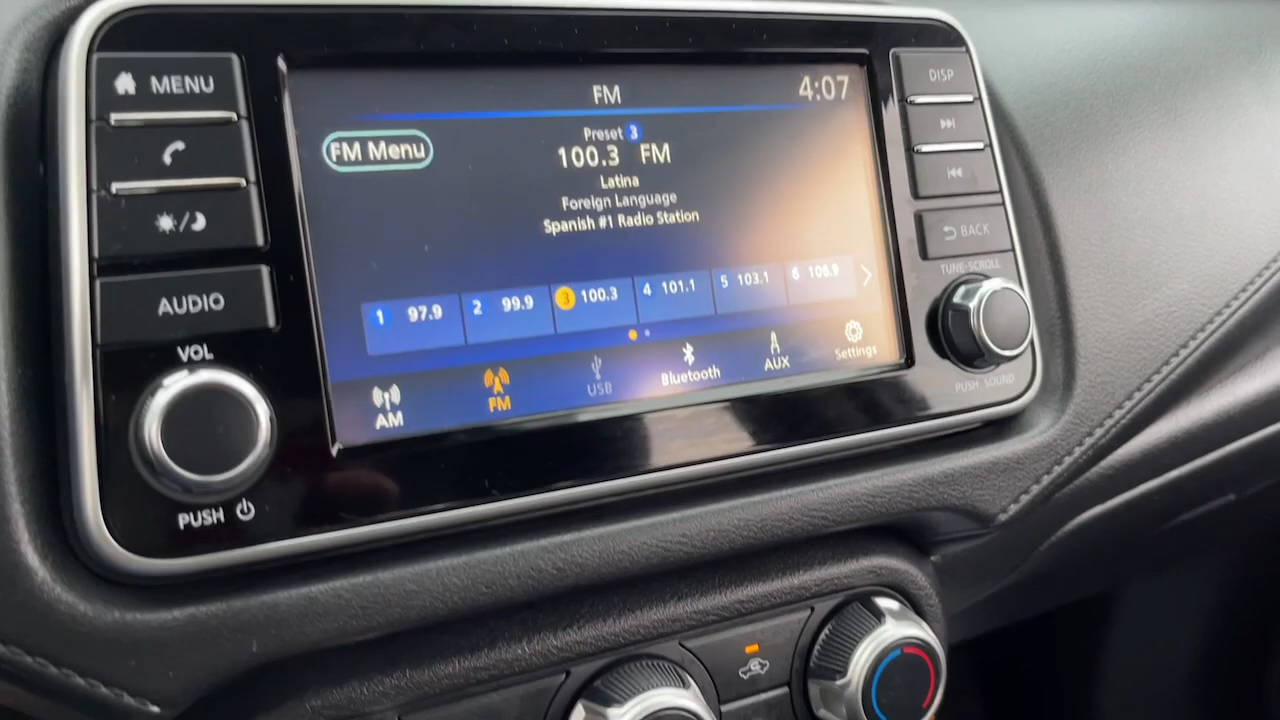 MENU
AUDIO
VOL
PUSH
FM
4:07
FM Menu
Preset 3
100.3 FM
Latina
Foreign Language
Spanish #1 Radio Station
1 97.9
2 99.9
3 100.3
4 101.1
5 103.1
6 106.9
AM
FM
USB
Bluetooth
AUX
Settings
DISP
BACK
TUNE-SCROLL
PUSH SOUND